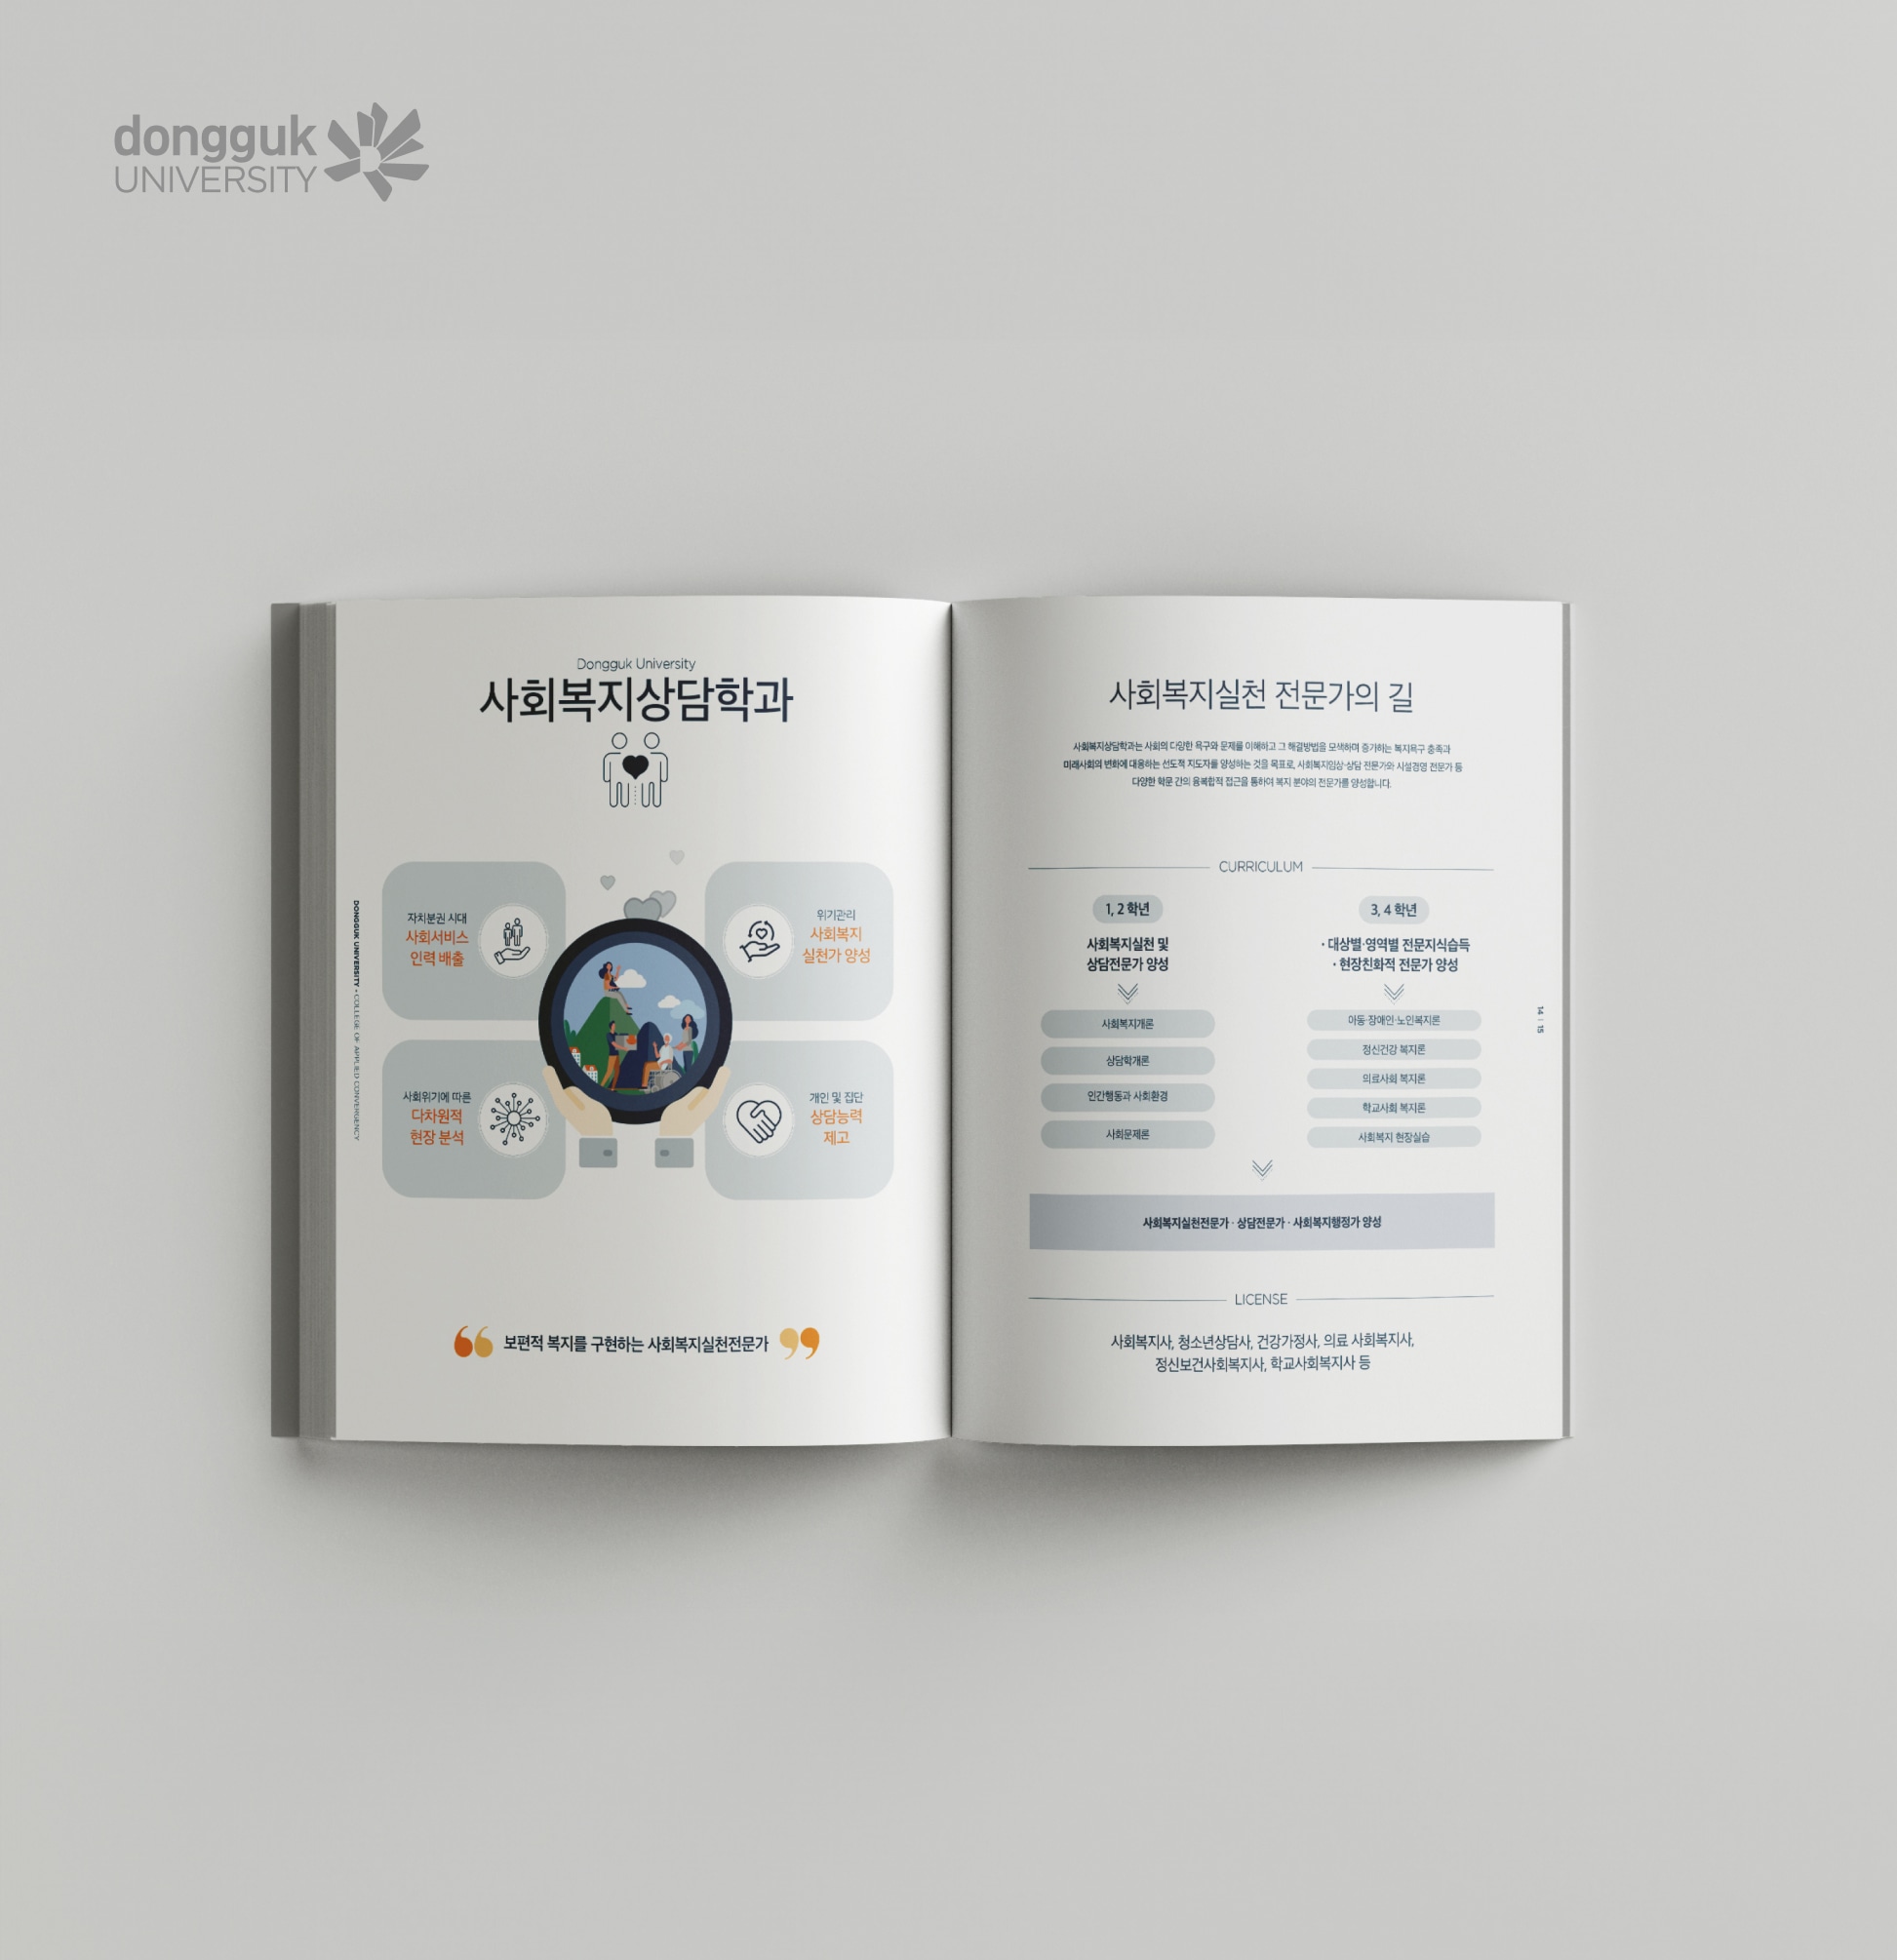 dongguk
UNIVERSITY
Dongguk University
사회복지상담학과
자치분권 시대
사회서비스
인력 배출
위기관리
사회복지
실천가 양성
사회위기에 따른
다차원적
현장 분석
개인 및 집단
상담능력
제고
보편적 복지를 구현하는 사회복지실천전문가
DONGGUK UNIVERSITY • COLLEGE OF APPLIED CONVERGENCY
사회복지실천 전문가의 길
사회복지상담학과는 사회의 다양한 욕구와 문제를 이해하고 그 해결방법을 모색하며 증가하는 복지욕구 충족과
미래사회의 변화에 대응하는 선도적 지도자를 양성하는 것을 목표로, 사회복지임상·상담 전문가와 시설경영 전문가 등
다양한 학문 간의 융복합적 접근을 통하여 복지 분야의 전문가를 양성합니다.
CURRICULUM
1, 2 학년
사회복지실천 및
상담전문가 양성
사회복지개론
상담학개론
인간행동과 사회환경
사회문제론
3, 4 학년
· 대상별·영역별 전문지식습득
· 현장친화적 전문가 양성
아동·장애인·노인복지론
정신건강 복지론
의료사회 복지론
학교사회 복지론
사회복지 현장실습
사회복지실천전문가 · 상담전문가 · 사회복지행정가 양성
LICENSE
사회복지사, 청소년상담사, 건강가정사, 의료 사회복지사,
정신보건사회복지사, 학교사회복지사 등
14 | 15